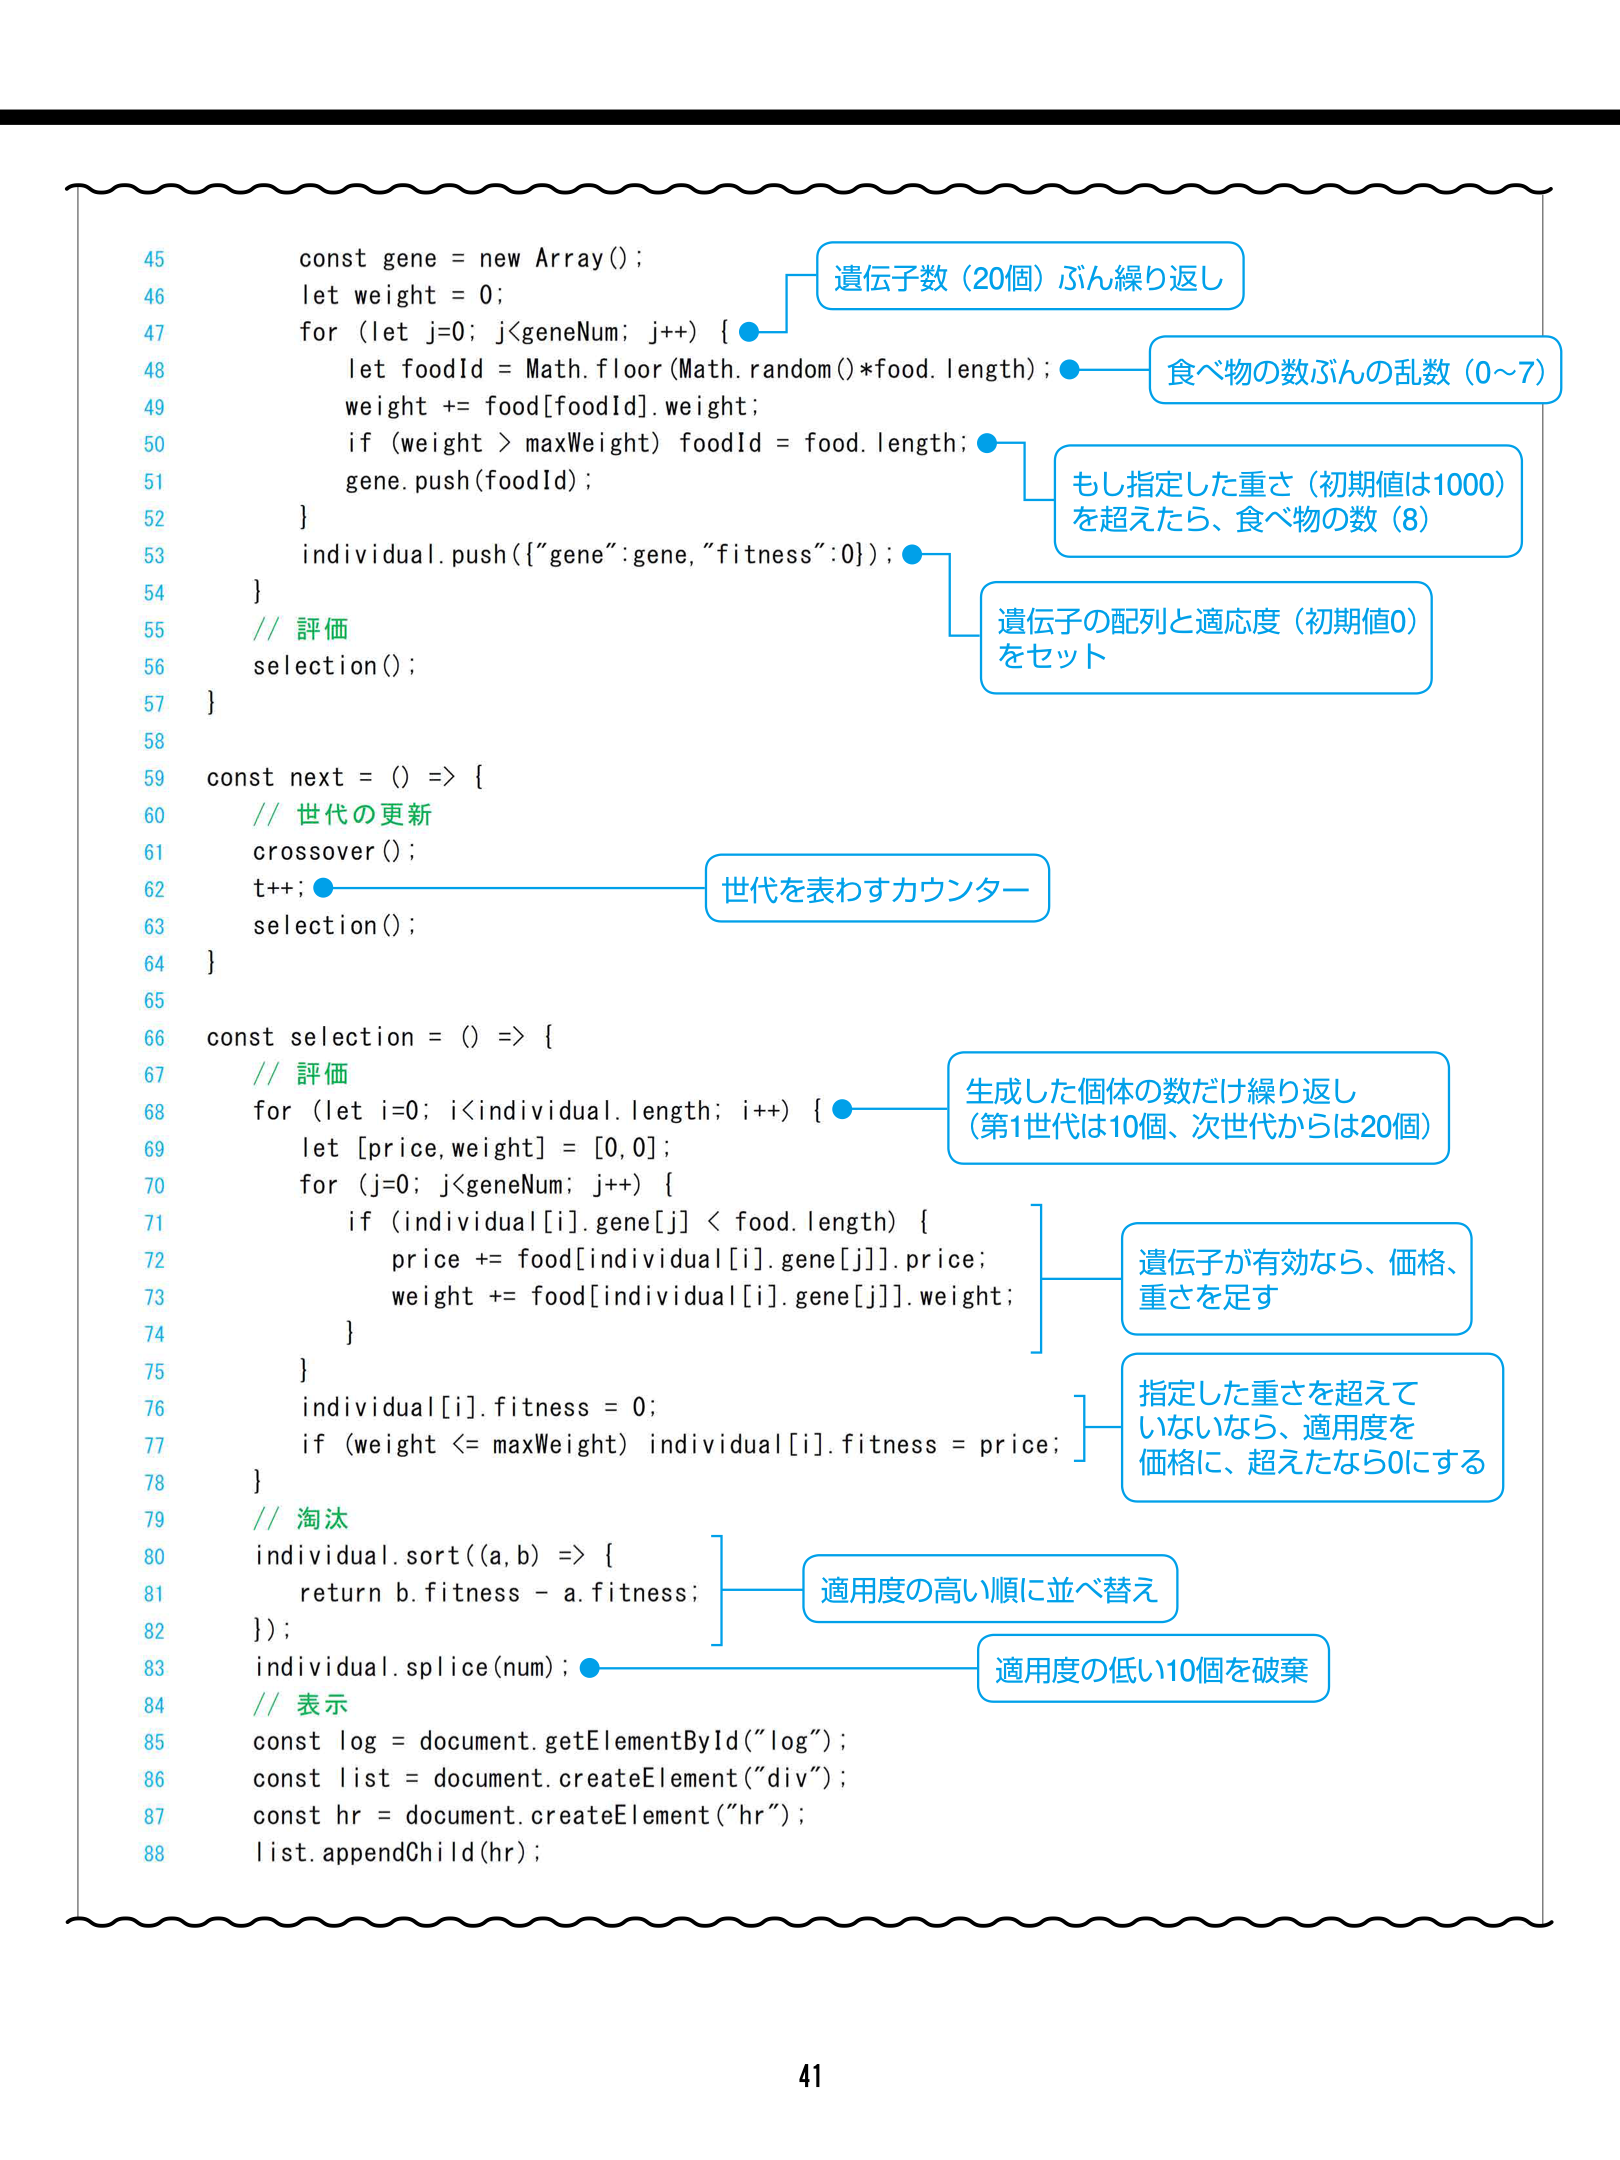 45 const gene = new Array();
遺伝子数（20個）ぶん繰り返し
46 let weight = 0;
47 for (let j=0; j<geneNum; j++) {
48 let foodId = Math.floor(Math.random()*food.length);
食べ物の数ぶんの乱数（0〜7）
49 weight += food[foodId].weight;
50 if (weight > maxWeight) foodId = food.length;
もし指定した重さ（初期値は1000）
を超えたら、食べ物の数（8）
51 gene.push(foodId);
52 }
53 individual.push({"gene":gene,"fitness":0});
遺伝子の配列と適応度（初期値0）
をセット
54 }
55 // 評価
56 selection();
57 }
58
59 const next = () => {
60 // 世代の更新
61 crossover();
62 t++;
世代を表わすカウンター
63 selection();
64 }
65
66 const selection = () => {
67 // 評価
68 for (let i=0; i<individual.length; i++) {
生成した個体の数だけ繰り返し
（第1世代は10個、次世代からは20個）
69 let [price,weight] = [0,0];
70 for (j=0; j<geneNum; j++) {
71 if (individual[i].gene[j] < food.length) {
72 price += food[individual[i].gene[j]].price;
73 weight += food[individual[i].gene[j]].weight;
遺伝子が有効なら、価格、
重さを足す
74 }
75 }
76 individual[i].fitness = 0;
77 if (weight <= maxWeight) individual[i].fitness = price;
指定した重さを超えて
いないなら、適用度を
価格に、超えたなら0にする
78 }
79 // 淘汰
80 individual.sort((a,b) => {
81 return b.fitness - a.fitness;
適用度の高い順に並べ替え
82 });
83 individual.splice(num);
適用度の低い10個を破棄
84 // 表示
85 const log = document.getElementById("log");
86 const list = document.createElement("div");
87 const hr = document.createElement("hr");
88 list.appendChild(hr);
41